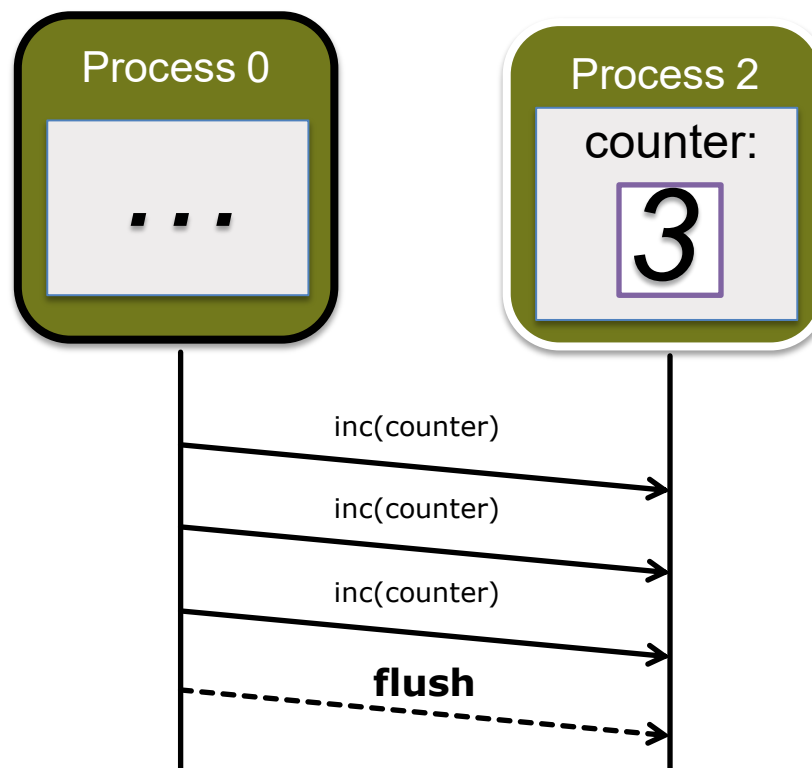 Process 0
...
Process 2
counter:
3
inc(counter)
inc(counter)
inc(counter)
flush